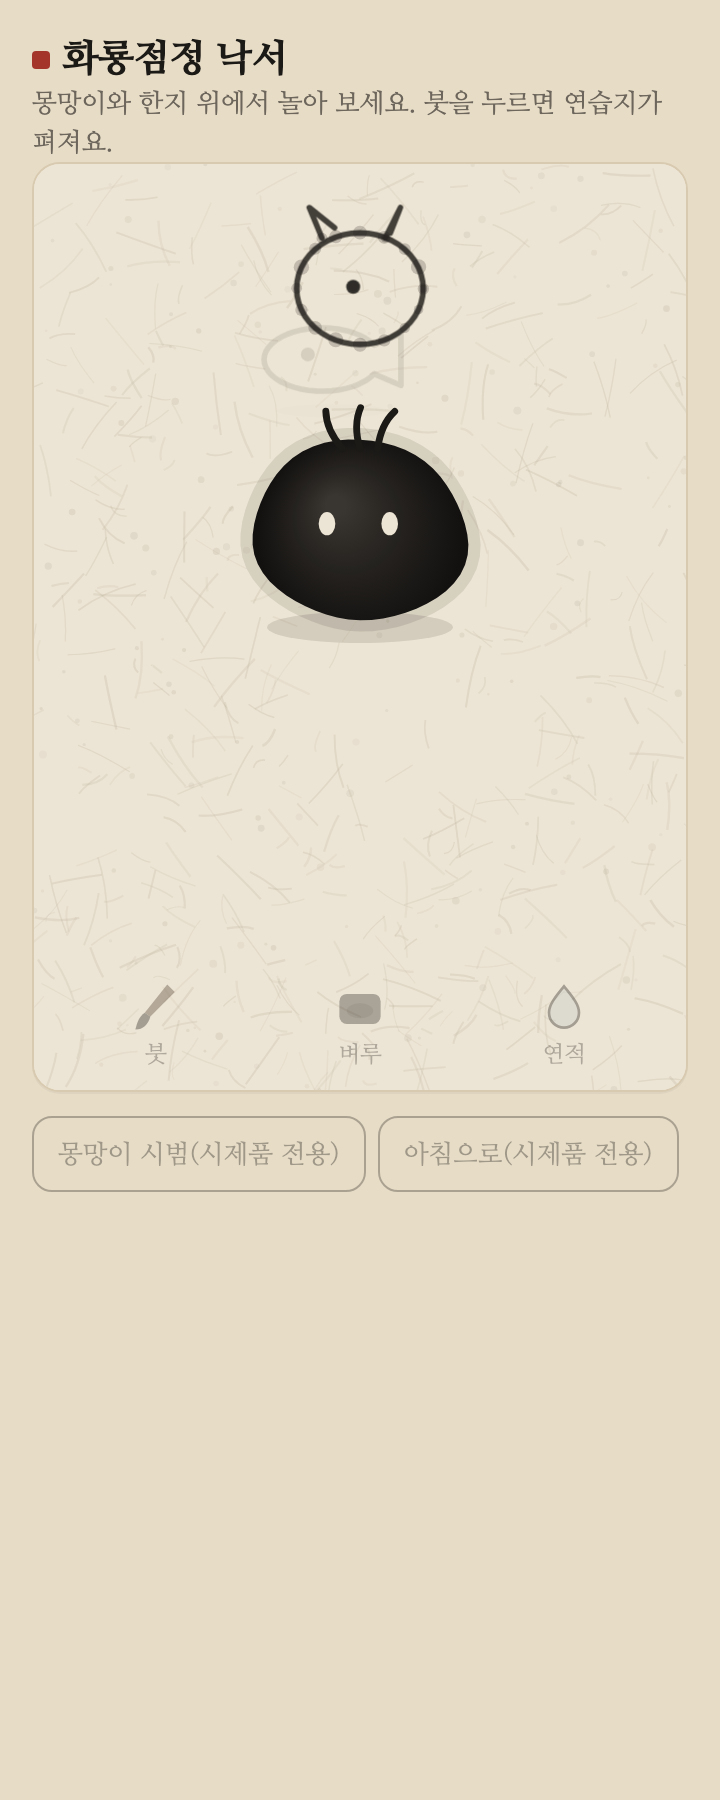 화룡점정 낙서
몽망이와 한지 위에서 놀아 보세요. 붓을 누르면 연습지가
펴져요.
붓
벼루
연적
몽망이 시범(시제품 전용)
아침으로(시제품 전용)